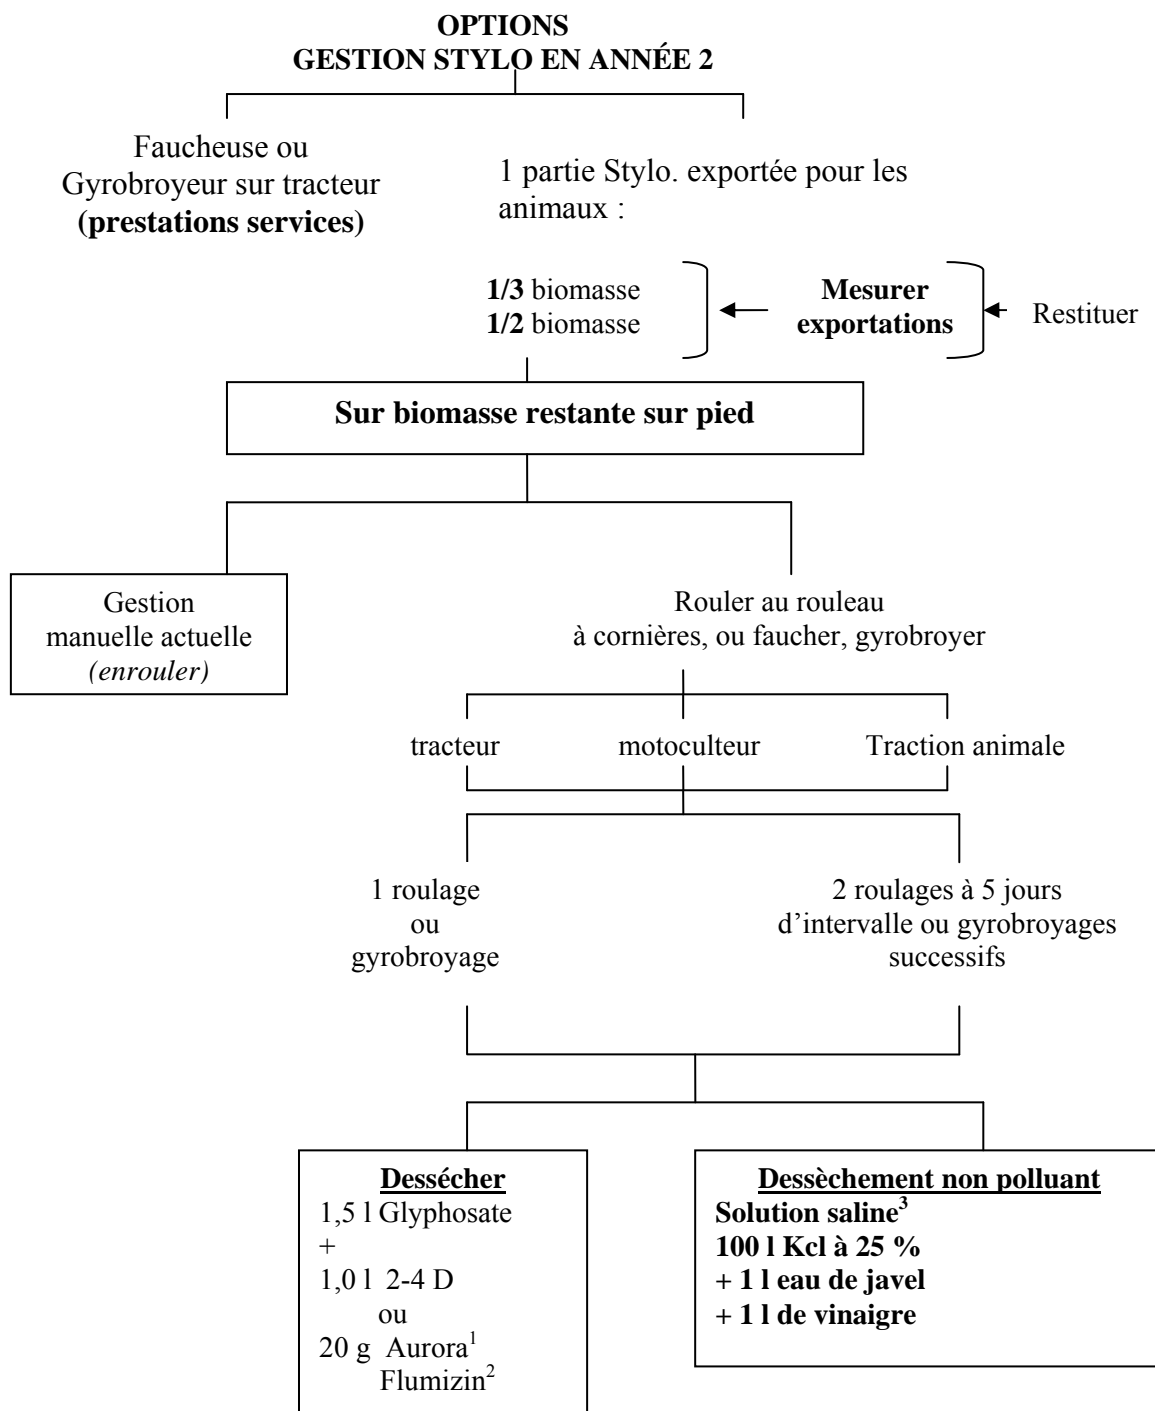 OPTIONS
GESTION STYLO EN ANNÉE 2
Faucheuse ou
Gyrobroyeur sur tracteur
(prestations services)
1 partie Stylo. exportée pour les
animaux :
1/3 biomasse
1/2 biomasse
Mesurer
exportations
Restituer
Sur biomasse restante sur pied
Gestion
manuelle actuelle
(enrouler)
Rouler au rouleau
à cornières, ou faucher, gyrobroyer
tracteur
motoculteur
Traction animale
1 roulage
ou
gyrobroyage
2 roulages à 5 jours
d’intervalle ou gyrobroyages
successifs
Dessécher
1,5 l Glyphosate
+
1,0 l 2-4 D
ou
20 g Aurora¹
Flumizin²
Dessèchement non polluant
Solution saline³
100 l Kcl à 25 %
+ 1 l eau de javel
+ 1 l de vinaigre